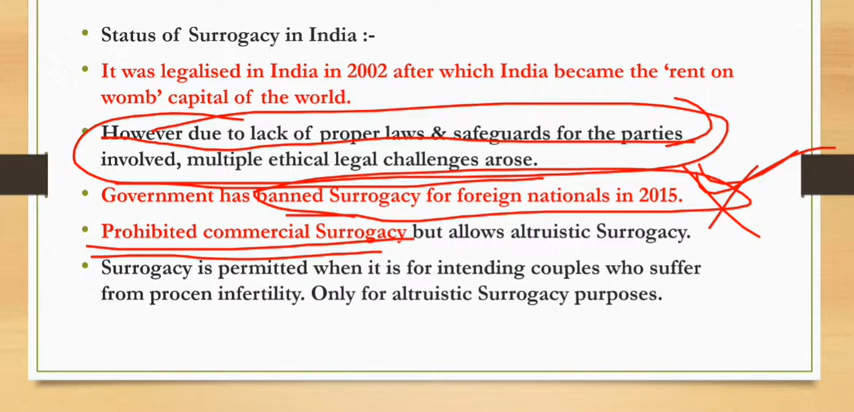 Status of Surrogacy in India :-
It was legalised in India in 2002 after which India became the ‘rent on
womb’ capital of the world.
However due to lack of proper laws & safeguards for the parties
involved, multiple ethical legal challenges arose.
Government has banned Surrogacy for foreign nationals in 2015.
Prohibited commercial Surrogacy but allows altruistic Surrogacy.
Surrogacy is permitted when it is for intending couples who suffer
from procen infertility. Only for altruistic Surrogacy purposes.